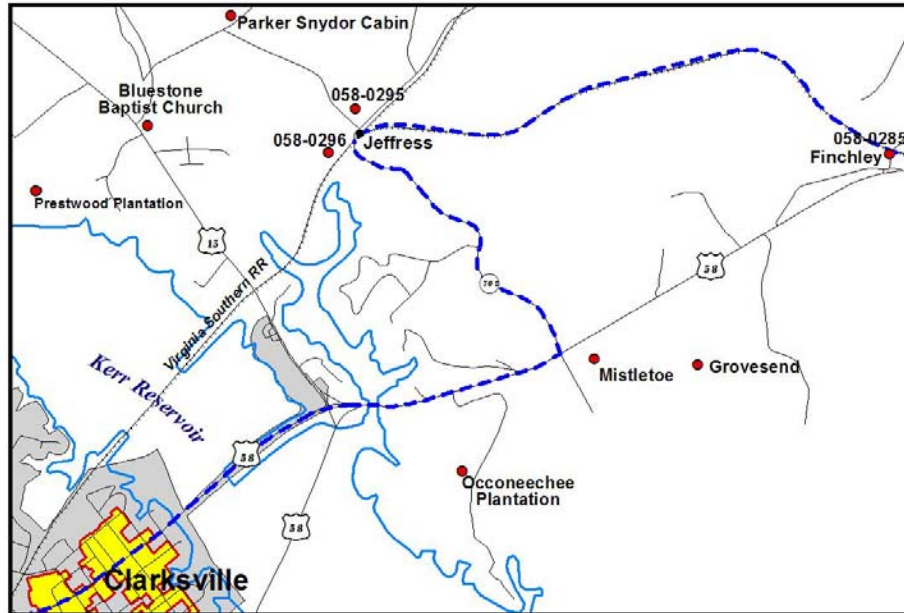 Parker Snydor Cabin
Bluestone
Baptist Church
058-0295
058-0296
Jeffress
058-0285
Finchley
Prestwood Plantation
15
58
Virginia Southern RR
Mistletoe
Grovesend
Kerr Reservoir
58
Occoneechee
Plantation
58
Clarksville